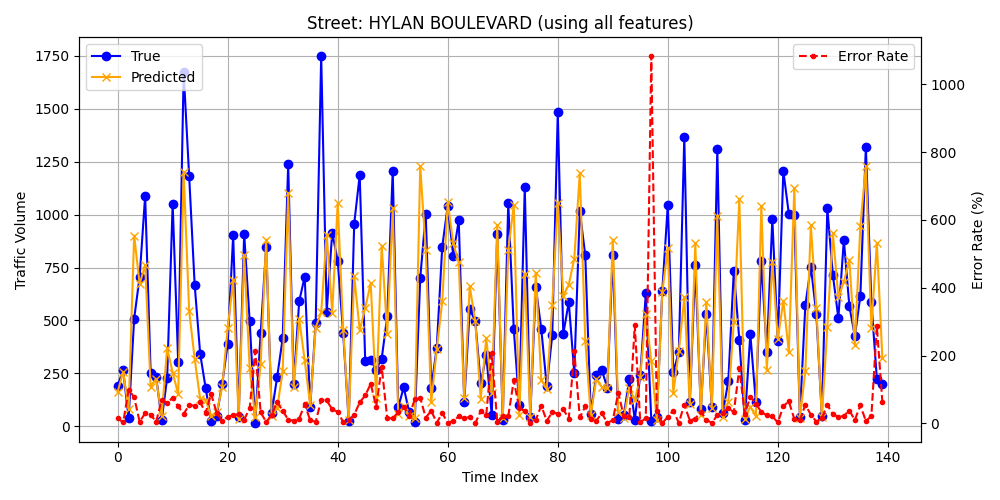 Street: HYLAN BOULEVARD (using all features)
True
Predicted
Error Rate
Traffic Volume
1750
1500
1250
1000
750
500
250
0
1000
800
600
400
200
0
Error Rate (%)
0 20 40 60 80 100 120 140
Time Index